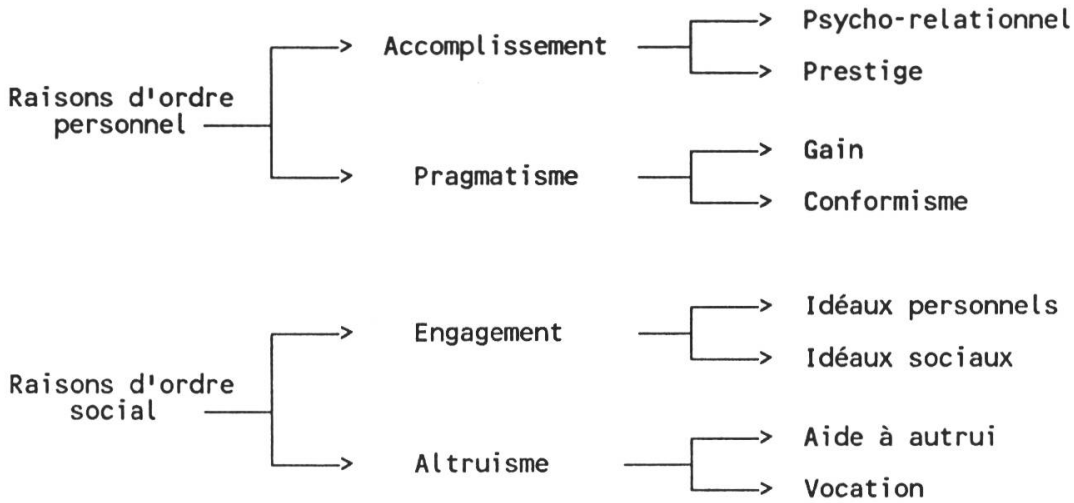 Psycho-relationnel
Accomplissement
Prestige
Raisons d'ordre
personnel
Gain
Pragmatisme
Conformisme
Idéaux personnels
Engagement
Idéaux sociaux
Raisons d'ordre
social
Aide à autrui
Altruisme
Vocation